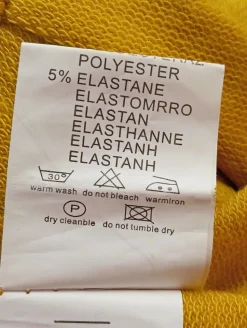 POLYESTER
5% ELASTANE
ELASTOMRRO
ELASTAN
ELASTHANNE
ELASTANH
ELASTANH
30°
warm wash do not bleach warmiron
P
dry cleanble do not tumble dry